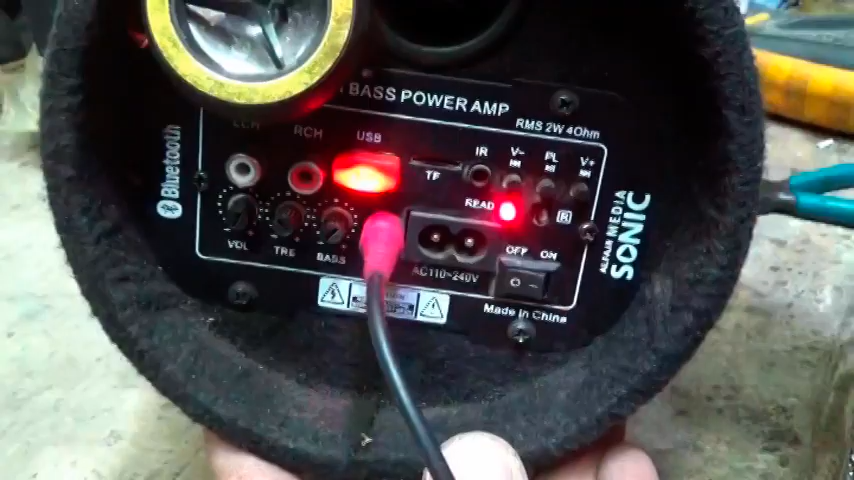 BASS POWER AMP
RMS 2W 4Ohm
Bluetooth
RCH
USB
TF
IR
V-
PL
V+
READ
R
VOL
TRE
BASS
AC110~240V
OFF
ON
ALFAIR MEDIA
SONIC
Made in China